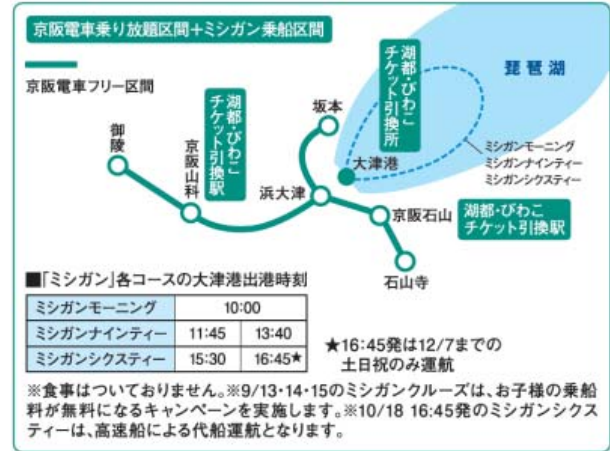 京阪電車乗り放題区間+ミシガン乗船区間
京阪電車フリー区間
湖都・びわこ
チケット引換駅
湖都・びわこ
チケット引換所
琵琶湖
坂本
御陵
京阪山科
浜大津
大津港
ミシガンモーニング
ミシガンナインティー
ミシガンシクスティー
京阪石山
湖都・びわこ
チケット引換駅
石山寺
■「ミシガン」各コースの大津港出港時刻
ミシガンモーニング 10:00
ミシガンナインティー 11:45 13:40
ミシガンシクスティー 15:30 16:45★
★16:45発は12/7までの
土日祝のみ運航
※食事はついておりません。※9/13・14・15のミシガンクルーズは、お子様の乗船
料が無料になるキャンペーンを実施します。※10/18 16:45発のミシガンシクス
ティーは、高速船による代船運航となります。